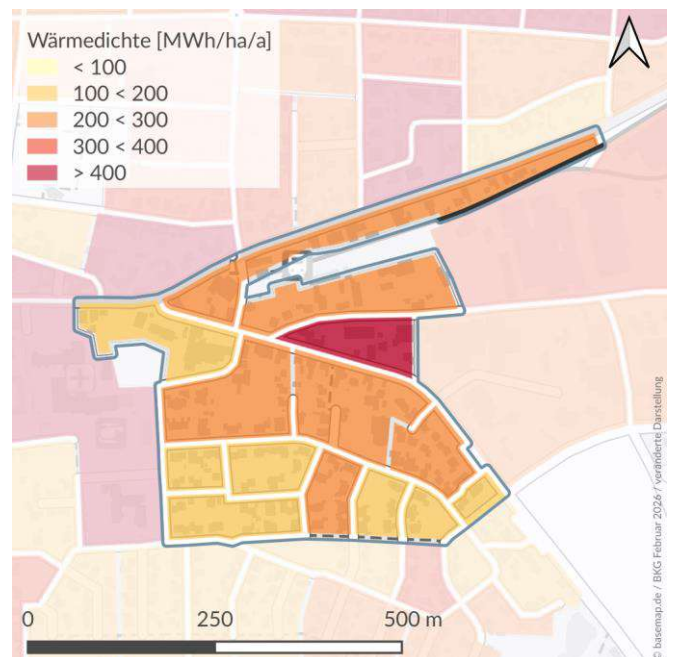 Wärmedichte [MWh/ha/a]
< 100
100 < 200
200 < 300
300 < 400
> 400
© basemap.de / BKG Februar 2026 / veränderte Darstellung
0 250 500 m